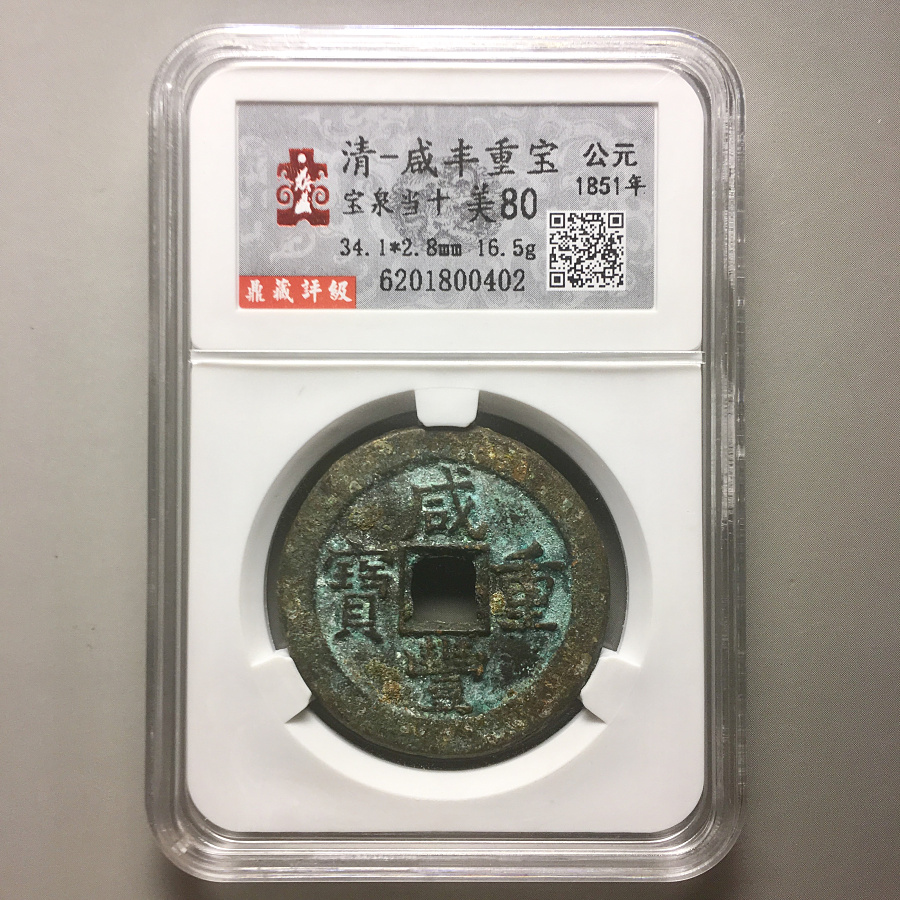 清-咸丰重宝
公元
1851年
宝泉当十 美80
34.1*2.8mm 16.5g
鼎藏評級
6201800402
咸
豐
重
寶